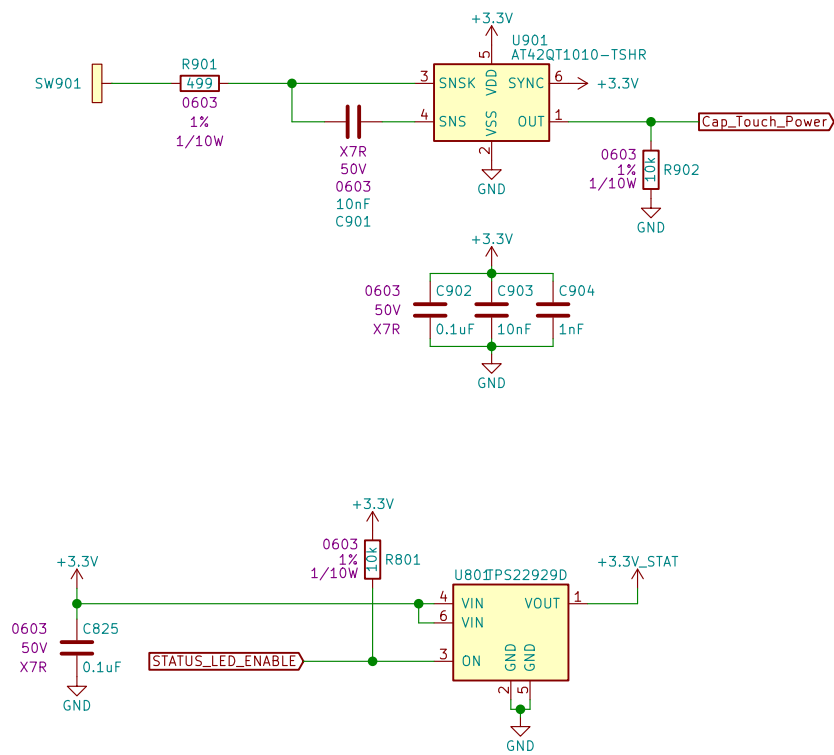 +3.3V
U901
AT42QT1010-TSHR
R901
SW901
499
0603
1%
1/10W
5
VDD
3
SNSK
SYNC
6
+3.3V
4
SNS
OUT
1
Cap_Touch_Power
VSS
2
GND
X7R
50V
0603
10nF
C901
0603
1%
1/10W
10k
R902
GND
+3.3V
0603
50V
X7R
C902
0.1uF
C903
10nF
C904
1nF
GND
+3.3V
0603
1%
1/10W
10k
R801
+3.3V
U801
TPS22929D
+3.3V_STAT
4
VIN
VOUT
1
6
VIN
0603
50V
X7R
C825
0.1uF
GND
STATUS_LED_ENABLE
3
ON
GND
GND
2
5
GND